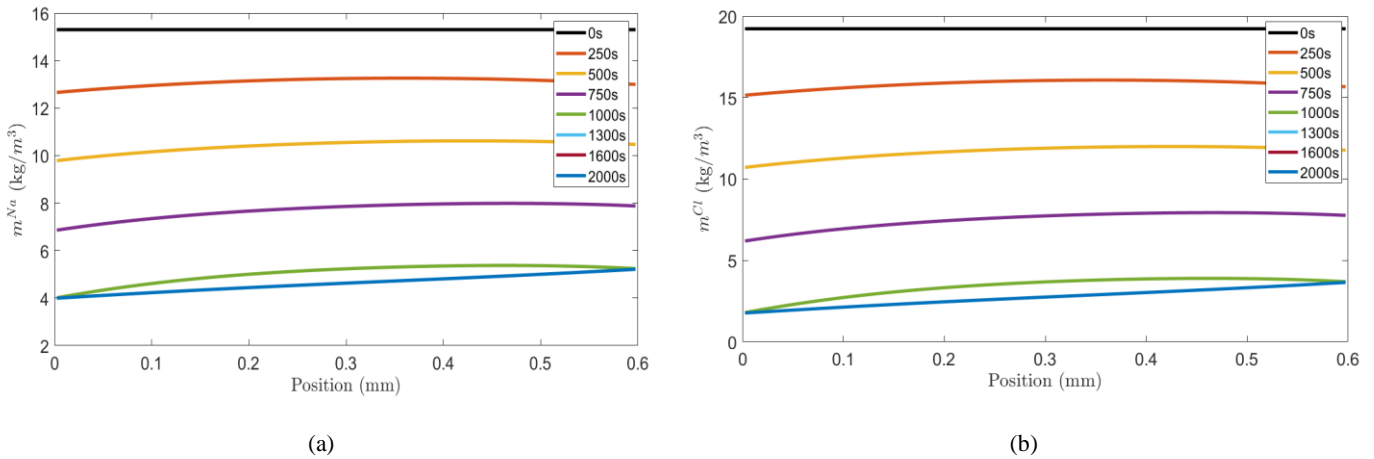 16
14
12
10
8
6
4
2
m^{Na} (kg/m^3)
0s
250s
500s
750s
1000s
1300s
1600s
2000s
0 0.1 0.2 0.3 0.4 0.5 0.6
Position (mm)
(a)
20
15
10
5
0
m^{Cl} (kg/m^3)
0s
250s
500s
750s
1000s
1300s
1600s
2000s
0 0.1 0.2 0.3 0.4 0.5 0.6
Position (mm)
(b)